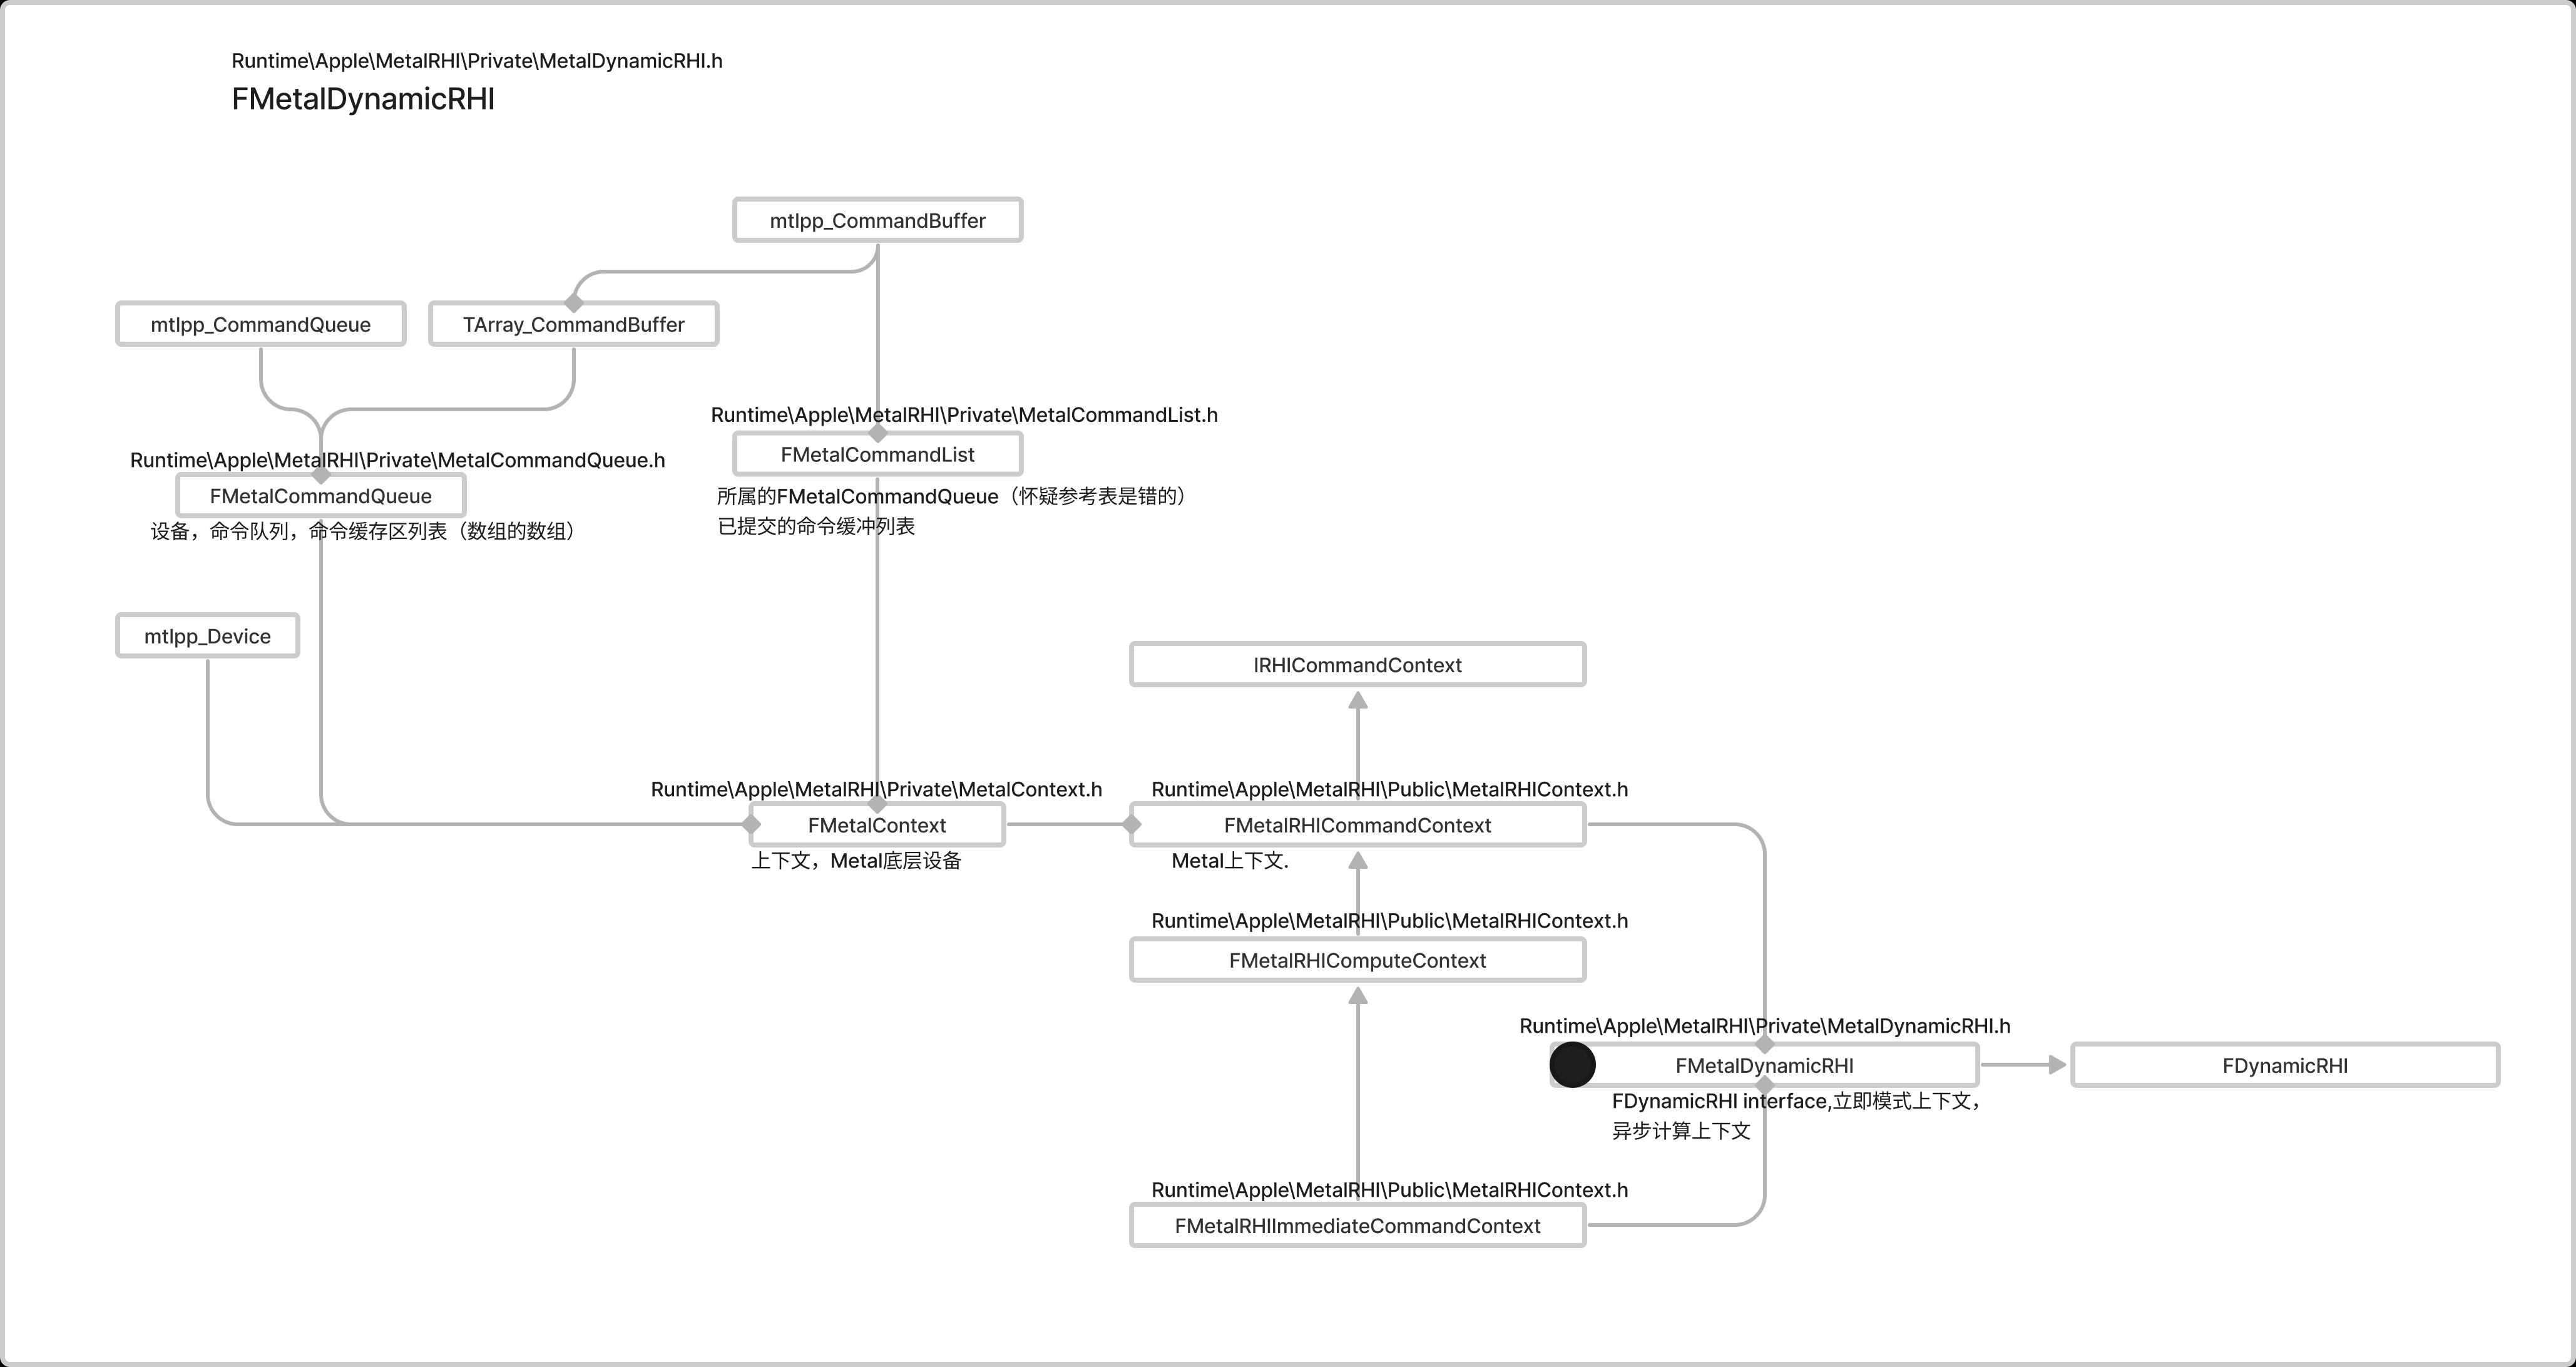 Runtime\Apple\MetalRHI\Private\MetalDynamicRHI.h
FMetalDynamicRHI
mtlpp_CommandBuffer
mtlpp_CommandQueue
TArray_CommandBuffer
Runtime\Apple\MetalRHI\Private\MetalCommandList.h
FMetalCommandList
所属的FMetalCommandQueue（怀疑参考表是错的）
已提交的命令缓冲列表
Runtime\Apple\MetalRHI\Private\MetalCommandQueue.h
FMetalCommandQueue
设备，命令队列，命令缓存区列表（数组的数组）
mtlpp_Device
IRHICommandContext
Runtime\Apple\MetalRHI\Private\MetalContext.h
FMetalContext
上下文，Metal底层设备
Runtime\Apple\MetalRHI\Public\MetalRHIContext.h
FMetalRHICommandContext
Metal上下文.
Runtime\Apple\MetalRHI\Public\MetalRHIContext.h
FMetalRHIComputeContext
Runtime\Apple\MetalRHI\Private\MetalDynamicRHI.h
FMetalDynamicRHI
FDynamicRHI
FDynamicRHI interface,立即模式上下文，
异步计算上下文
Runtime\Apple\MetalRHI\Public\MetalRHIContext.h
FMetalRHIImmediateCommandContext